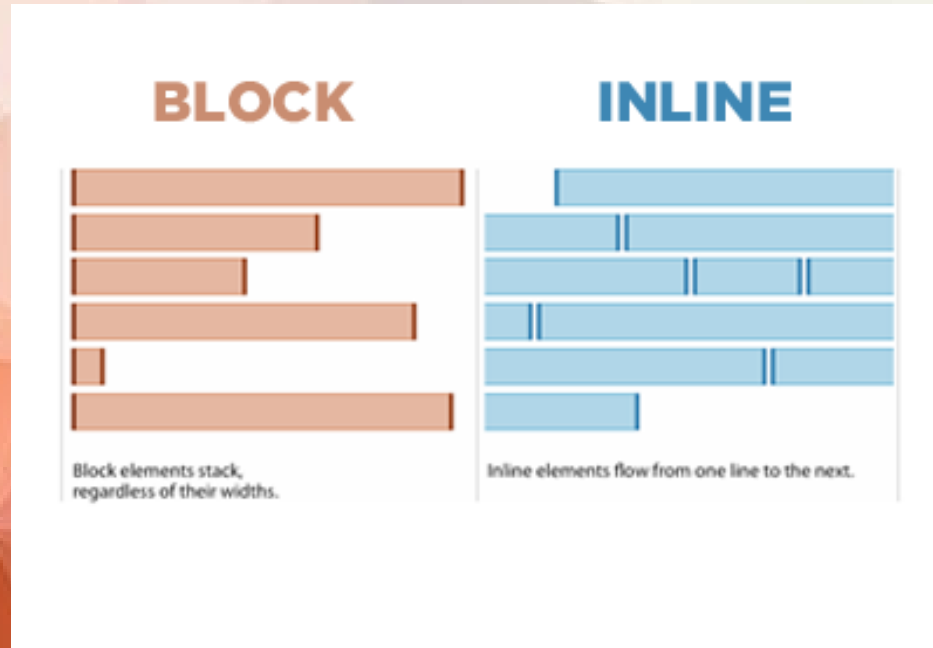 BLOCK
INLINE
Block elements stack,
regardless of their widths.
Inline elements flow from one line to the next.